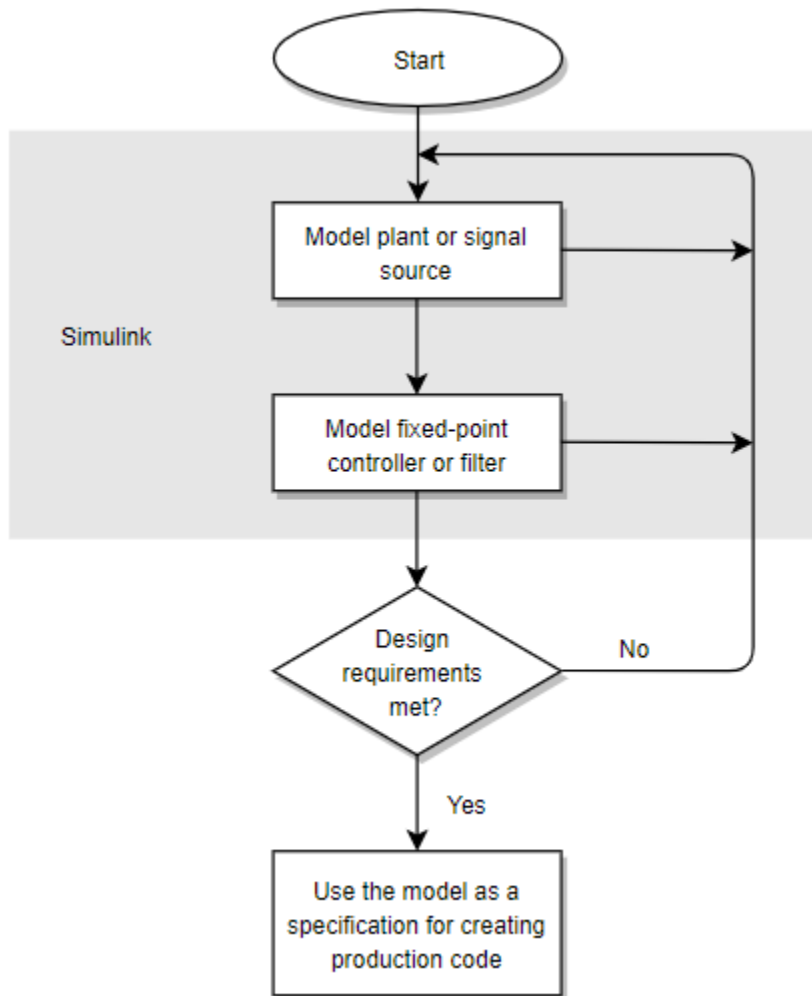 Start
Model plant or signal
source
Simulink
Model fixed-point
controller or filter
Design
requirements
met?
No
Yes
Use the model as a
specification for creating
production code